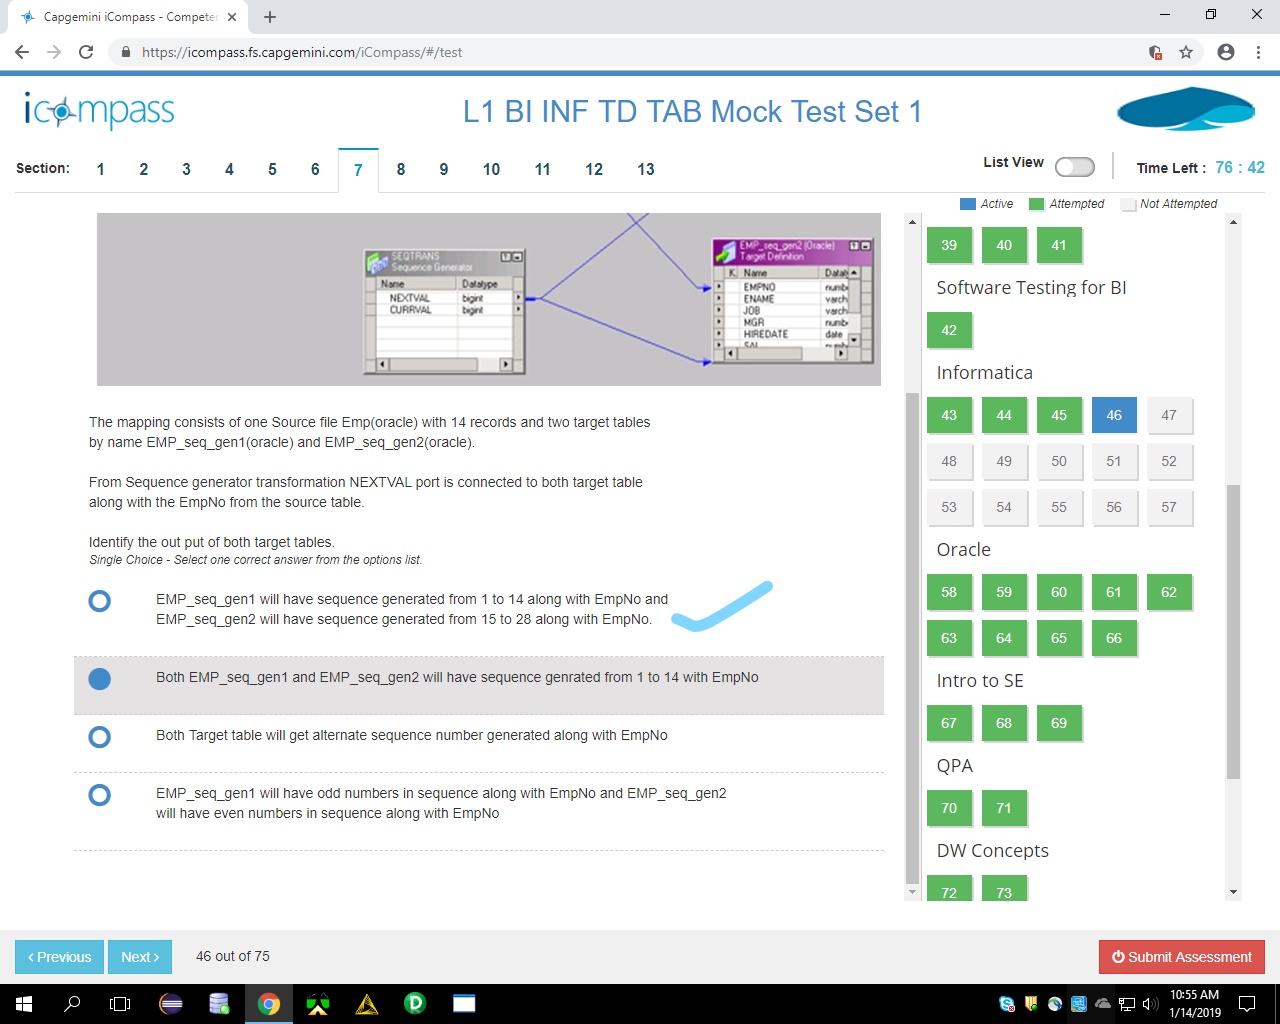 Capgemini iCompass - Competen
https://icompass.fs.capgemini.com/iCompass/#/test
icompass
L1 BI INF TD TAB Mock Test Set 1
Section: 1 2 3 4 5 6 7 8 9 10 11 12 13
List View
Time Left : 76 : 42
Active Attempted Not Attempted
SEQTRANS
Sequence Generator
Name Datatype
NEXTVAL bigint
CURRVAL bigint
EMP_seq_gen2 (Oracle)
Target Definition
K. Name Datat
EMPNO numb
ENAME varch
JOB varch
MGR numb
HIREDATE date
SAL numb
The mapping consists of one Source file Emp(oracle) with 14 records and two target tables
by name EMP_seq_gen1(oracle) and EMP_seq_gen2(oracle).
From Sequence generator transformation NEXTVAL port is connected to both target table
along with the EmpNo from the source table.
Identify the out put of both target tables.
Single Choice - Select one correct answer from the options list.
EMP_seq_gen1 will have sequence generated from 1 to 14 along with EmpNo and
EMP_seq_gen2 will have sequence generated from 15 to 28 along with EmpNo.
Both EMP_seq_gen1 and EMP_seq_gen2 will have sequence genrated from 1 to 14 with EmpNo
Both Target table will get alternate sequence number generated along with EmpNo
EMP_seq_gen1 will have odd numbers in sequence along with EmpNo and EMP_seq_gen2
will have even numbers in sequence along with EmpNo
39 40 41
Software Testing for BI
42
Informatica
43 44 45 46 47
48 49 50 51 52
53 54 55 56 57
Oracle
58 59 60 61 62
63 64 65 66
Intro to SE
67 68 69
QPA
70 71
DW Concepts
72 73
‹ Previous Next › 46 out of 75
Submit Assessment
10:55 AM
1/14/2019